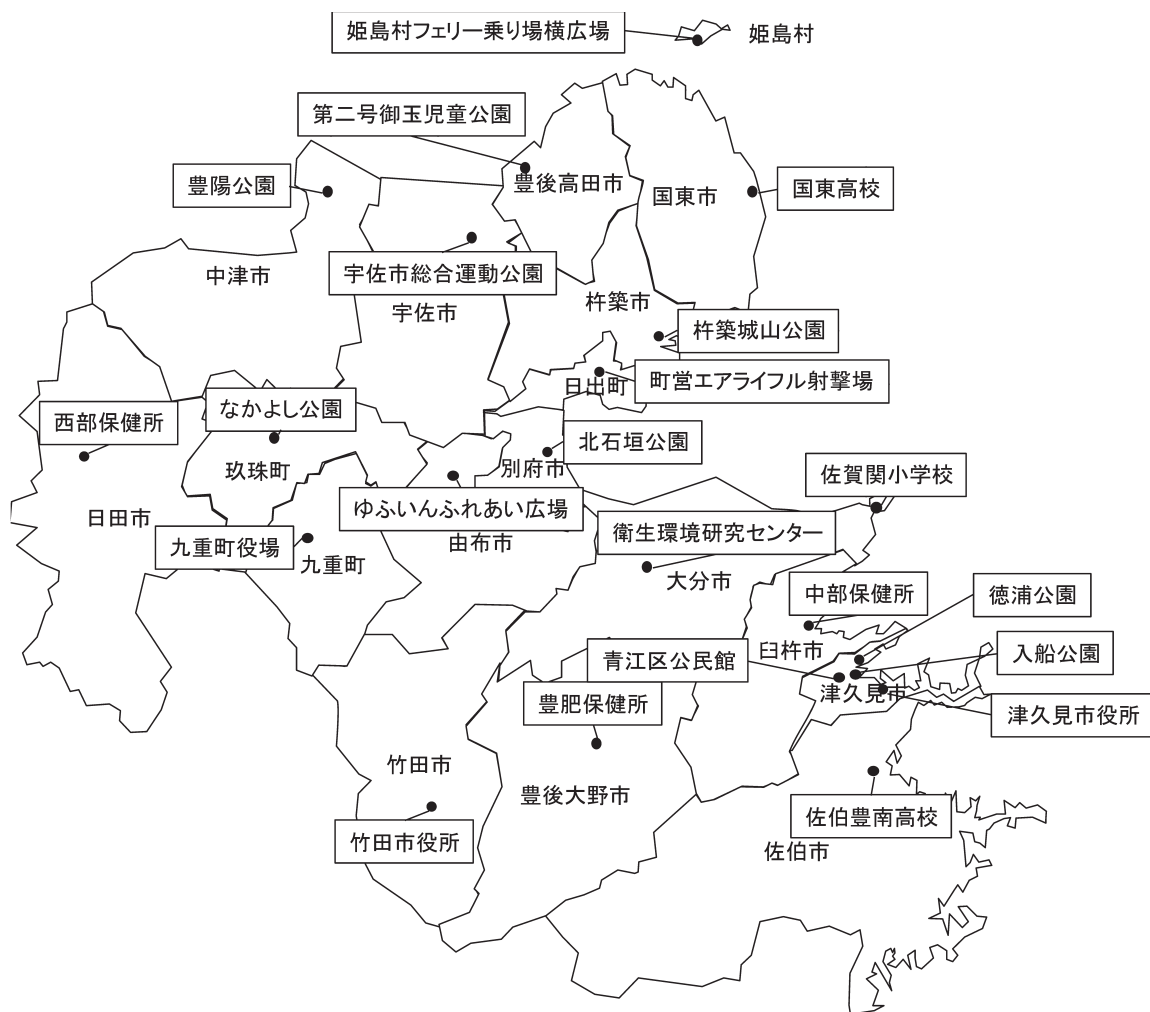 姫島村フェリー乗り場横広場
姫島村
第二号御玉児童公園
豊陽公園
豊後高田市
国東市
国東高校
中津市
宇佐市総合運動公園
宇佐市
杵築市
杵築城山公園
日出町
町営エアライフル射撃場
西部保健所
なかよし公園
北石垣公園
玖珠町
別府市
佐賀関小学校
日田市
ゆふいんふれあい広場
衛生環境研究センター
九重町役場
九重町
由布市
大分市
中部保健所
徳浦公園
臼杵市
青江区公民館
入船公園
津久見市
豊肥保健所
津久見市役所
竹田市
豊後大野市
竹田市役所
佐伯豊南高校
佐伯市